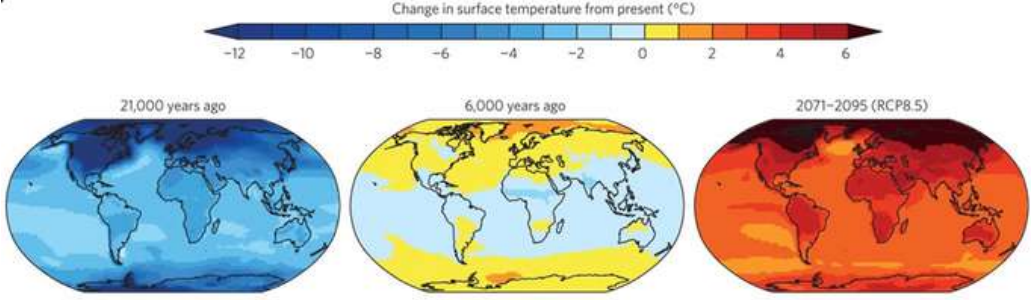 Change in surface temperature from present (°C)
−12 −10 −8 −6 −4 −2 0 2 4 6
21,000 years ago 6,000 years ago 2071–2095 (RCP8.5)